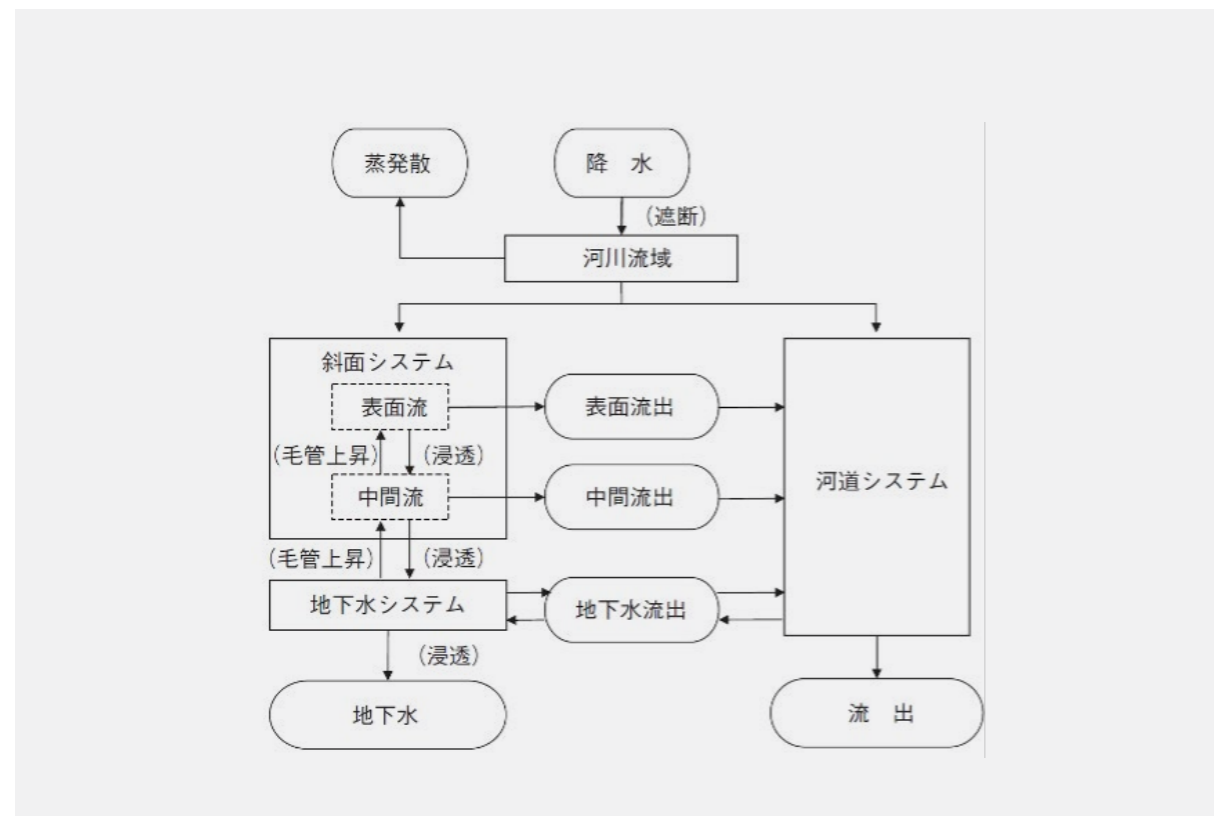 蒸発散
降　水
（遮断）
河川流域
斜面システム
表面流
表面流出
（毛管上昇）
（浸透）
河道システム
中間流
中間流出
（毛管上昇）
（浸透）
地下水システム
地下水流出
（浸透）
地下水
流　出